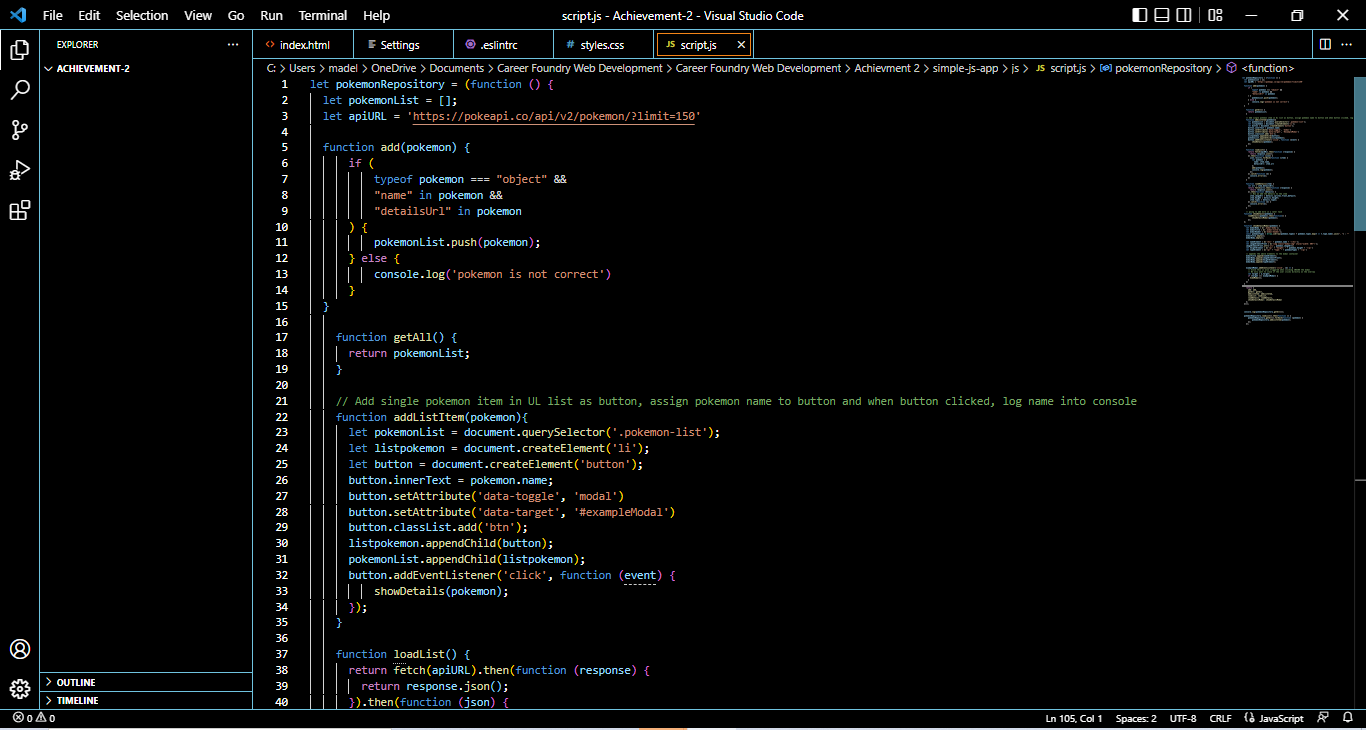 File Edit Selection View Go Run Terminal Help script.js - Achievement-2 - Visual Studio Code
EXPLORER ...
ACHIEVEMENT-2
OUTLINE
TIMELINE
<> index.html Settings .eslintrc # styles.css JS script.js
C: > Users > madel > OneDrive > Documents > Career Foundry Web Development > Career Foundry Web Development > Achievment 2 > simple-js-app > js > JS script.js > pokemonRepository > <function>
1 let pokemonRepository = (function () {
2 let pokemonList = [];
3 let apiURL = 'https://pokeapi.co/api/v2/pokemon/?limit=150'
4
5 function add(pokemon) {
6 if (
7 typeof pokemon === "object" &&
8 "name" in pokemon &&
9 "detailsUrl" in pokemon
10 ) {
11 pokemonList.push(pokemon);
12 } else {
13 console.log('pokemon is not correct')
14 }
15 }
16
17 function getAll() {
18 return pokemonList;
19 }
20
21 // Add single pokemon item in UL list as button, assign pokemon name to button and when button clicked, log name into console
22 function addListItem(pokemon){
23 let pokemonList = document.querySelector('.pokemon-list');
24 let listpokemon = document.createElement('li');
25 let button = document.createElement('button');
26 button.innerText = pokemon.name;
27 button.setAttribute('data-toggle', 'modal')
28 button.setAttribute('data-target', '#exampleModal')
29 button.classList.add('btn');
30 listpokemon.appendChild(button);
31 pokemonList.appendChild(listpokemon);
32 button.addEventListener('click', function (event) {
33 showDetails(pokemon);
34 });
35 }
36
37 function loadList() {
38 return fetch(apiURL).then(function (response) {
39 return response.json();
40 }).then(function (json) {
0 0 Ln 105, Col 1 Spaces: 2 UTF-8 CRLF JavaScript